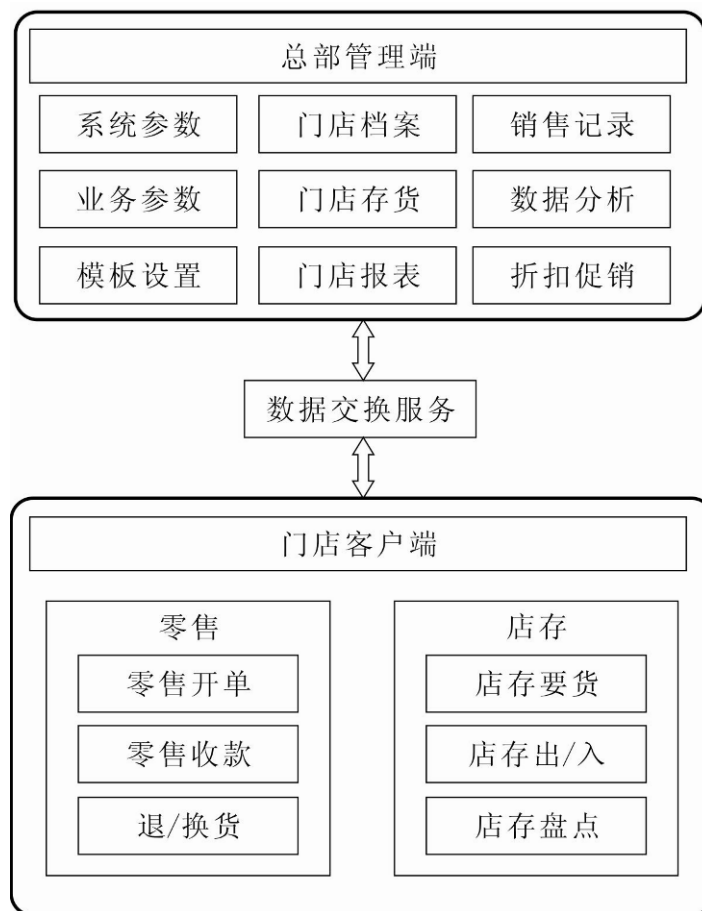 总部管理端
系统参数
门店档案
销售记录
业务参数
门店存货
数据分析
模板设置
门店报表
折扣促销
数据交换服务
门店客户端
零售
零售开单
零售收款
退/换货
店存
店存要货
店存出/入
店存盘点